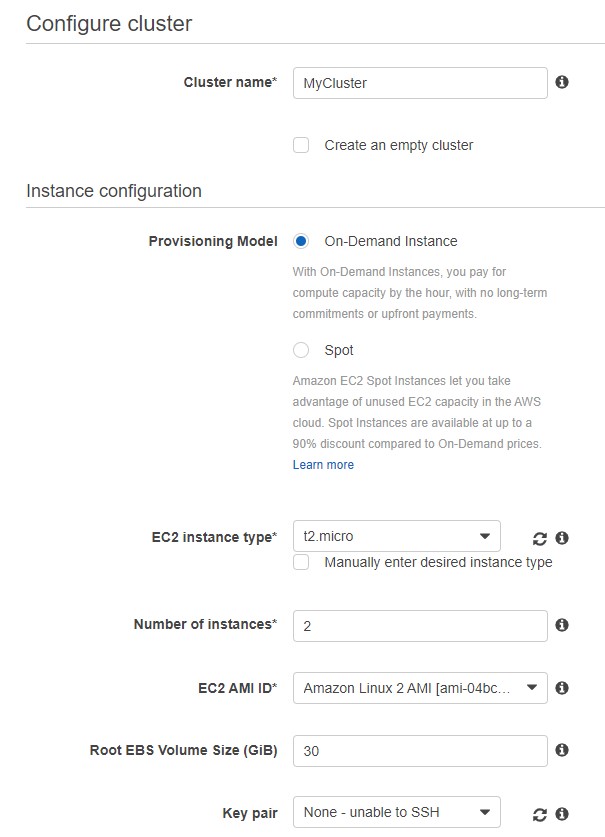 Configure cluster
Cluster name* MyCluster
Create an empty cluster
Instance configuration
Provisioning Model On-Demand Instance
With On-Demand Instances, you pay for
compute capacity by the hour, with no long-term
commitments or upfront payments.
Spot
Amazon EC2 Spot Instances let you take
advantage of unused EC2 capacity in the AWS
cloud. Spot Instances are available at up to a
90% discount compared to On-Demand prices.
Learn more
EC2 instance type* t2.micro
Manually enter desired instance type
Number of instances* 2
EC2 AMI ID* Amazon Linux 2 AMI [ami-04bc...
Root EBS Volume Size (GiB) 30
Key pair None - unable to SSH